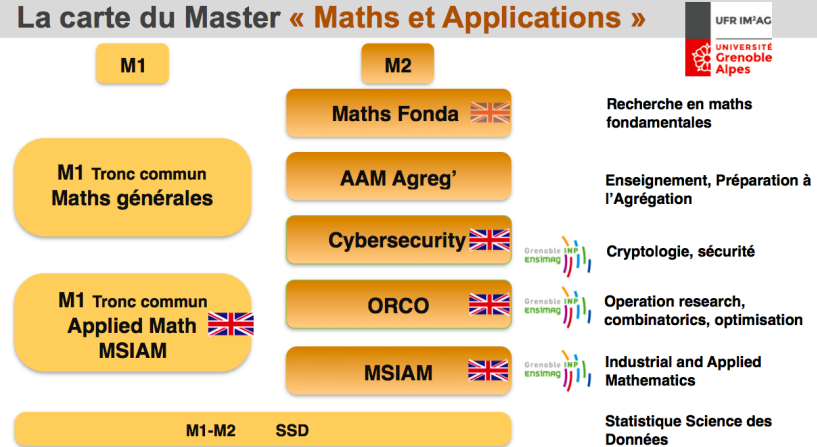 La carte du Master « Maths et Applications »
UFR IM²AG
UNIVERSITÉ
Grenoble
Alpes
M1
M2
Maths Fonda
Recherche en maths
fondamentales
M1 Tronc commun
Maths générales
AAM Agreg’
Enseignement, Préparation à
l’Agrégation
Cybersecurity
Grenoble INP
Ensimag
Cryptologie, sécurité
M1 Tronc commun
Applied Math
MSIAM
ORCO
Grenoble INP
Ensimag
Operation research,
combinatorics, optimisation
MSIAM
Grenoble INP
Ensimag
Industrial and Applied
Mathematics
M1-M2 SSD
Statistique Science des
Données